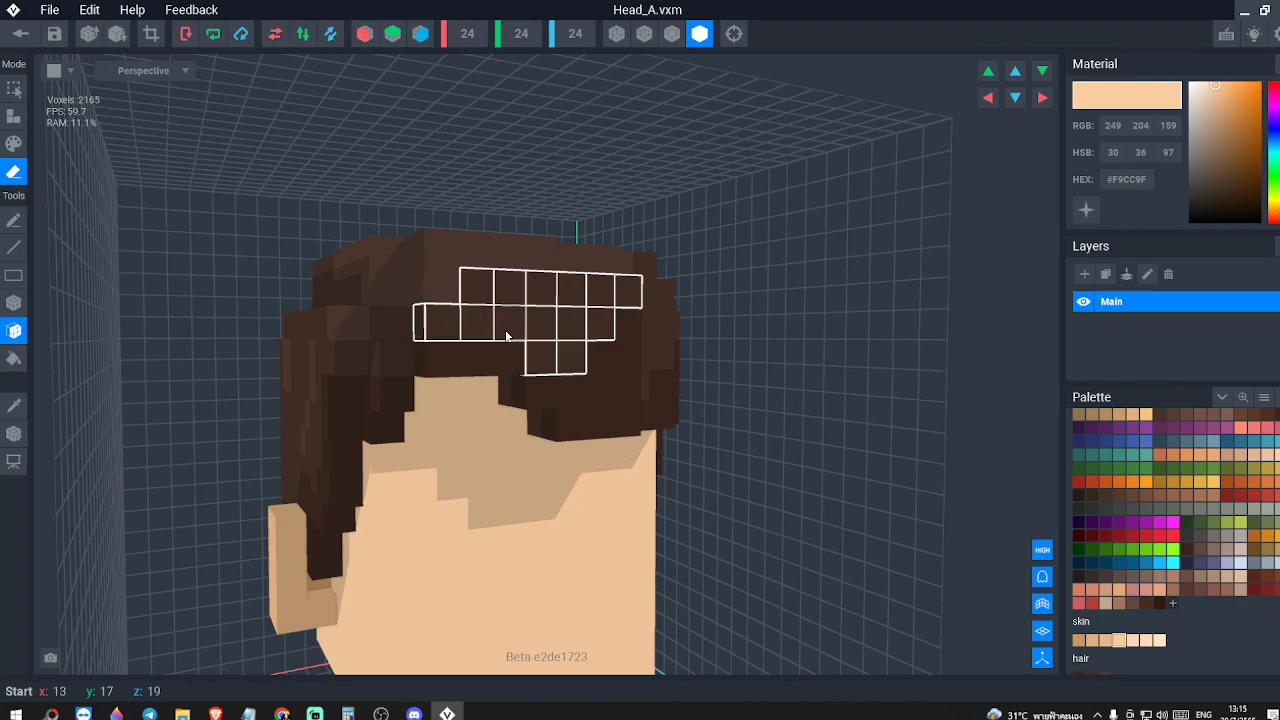 File Edit Help Feedback Head_A.vxm
24 24 24
Mode
Perspective
Voxels: 2165
FPS: 59.7
RAM: 11.1%
Tools
Material
RGB: 249 204 159
HSB: 30 36 97
HEX: #F9CC9F
Layers
Main
Palette
HIGH
skin
hair
Beta e2de1723
Start x: 13 y: 17 z: 19
31°C ENG 13:15